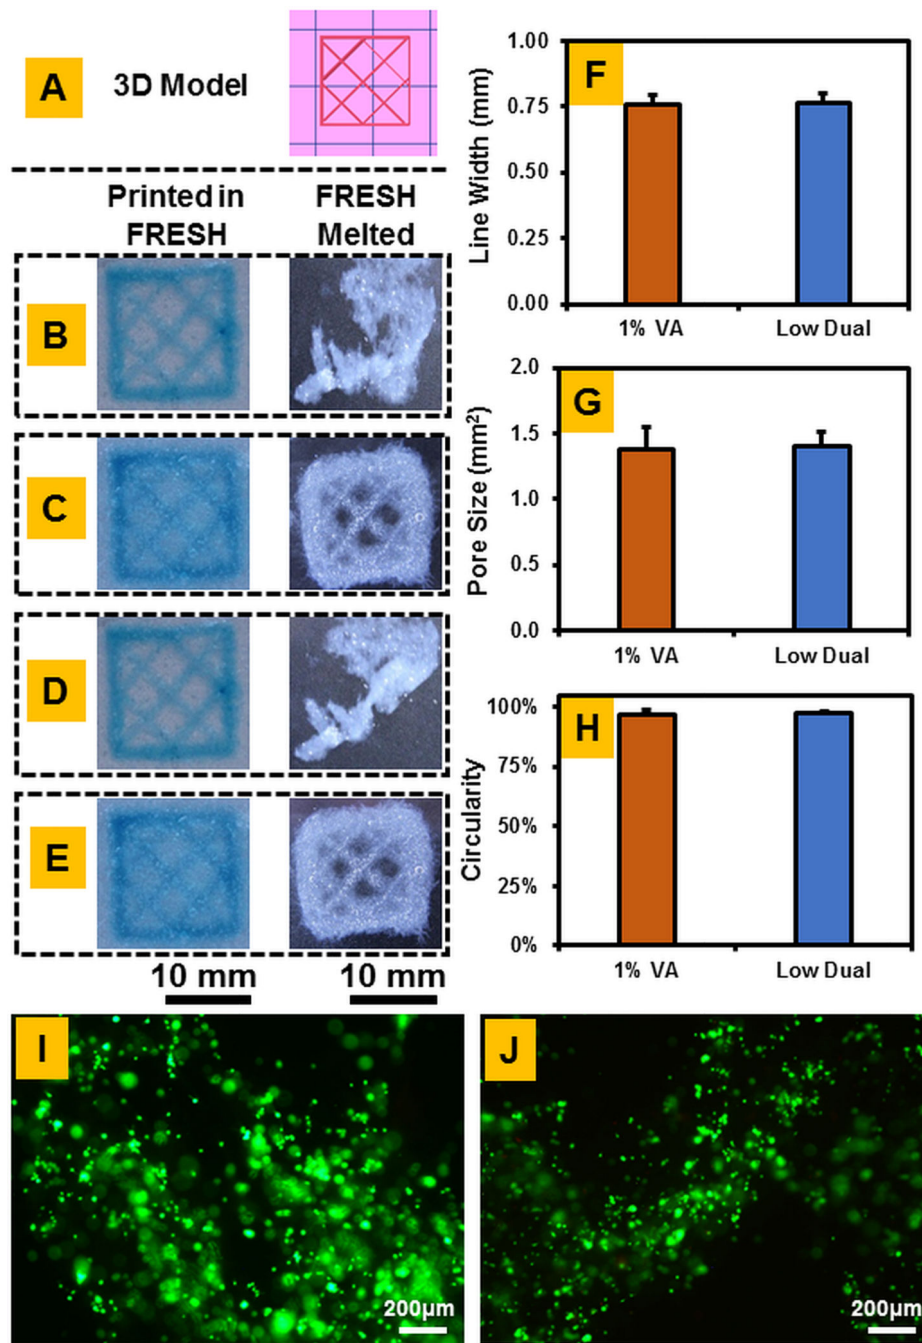 A
3D Model
Printed in
FRESH
FRESH
Melted
B
C
D
E
10 mm
10 mm
F
Line Width (mm)
1.00
0.75
0.50
0.25
0.00
1% VA
Low Dual
G
Pore Size (mm²)
2.0
1.5
1.0
0.5
0.0
1% VA
Low Dual
H
Circularity
100%
75%
50%
25%
0%
1% VA
Low Dual
I
200µm
J
200µm